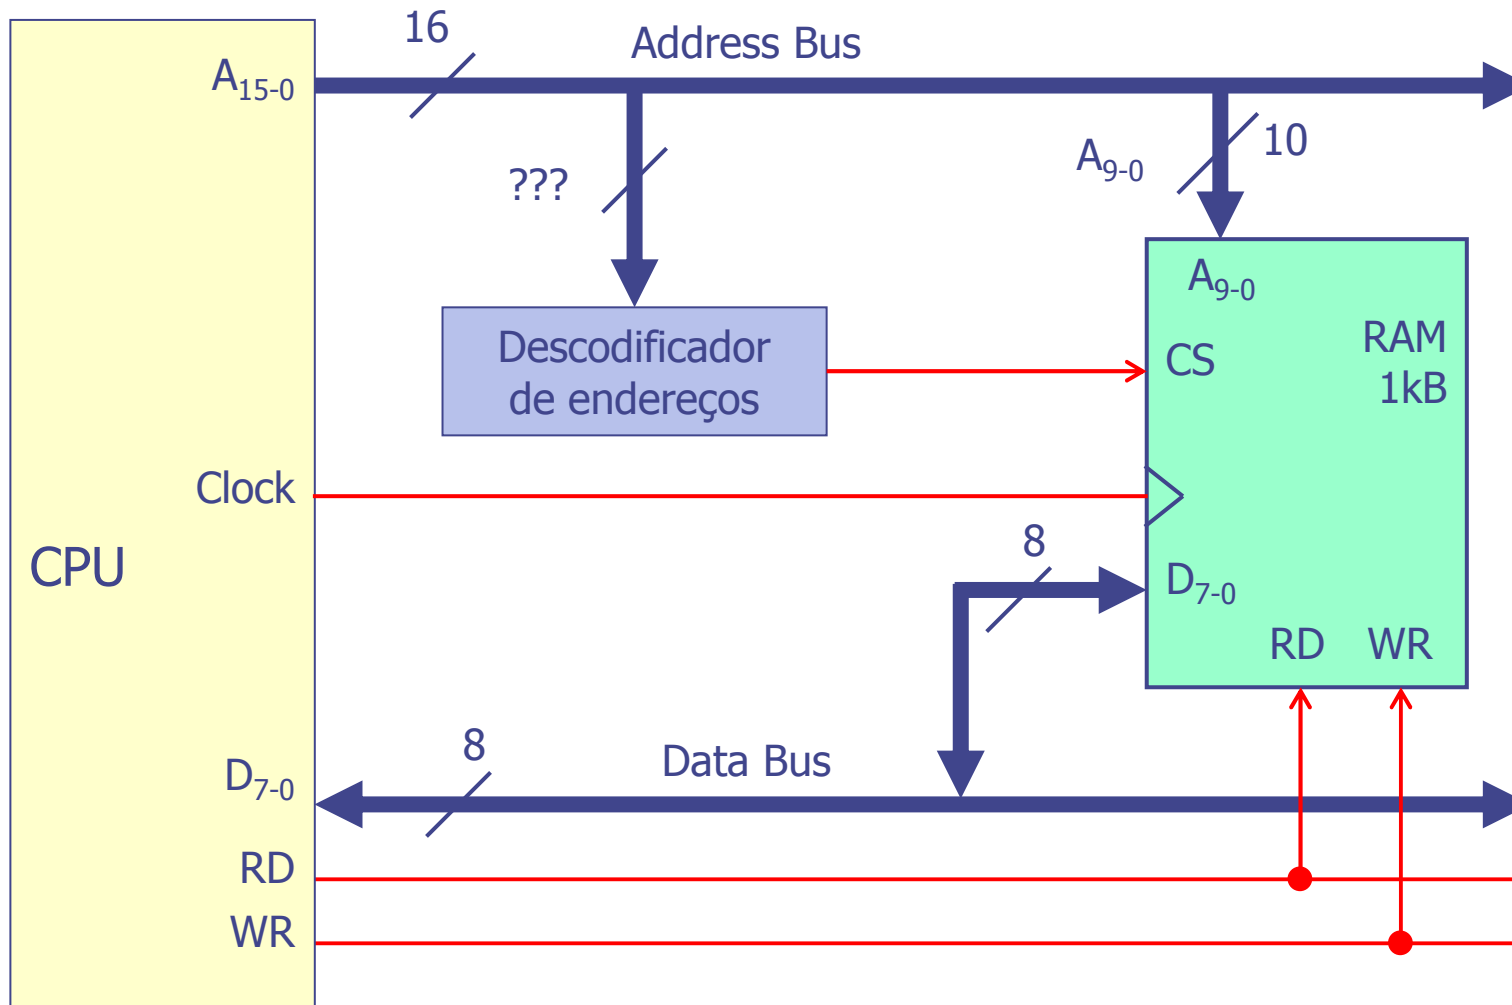 16
Address Bus
A15-0
???
A9-0
10
A9-0
Descodificador
de endereços
CS
RAM
1kB
Clock
CPU
8
D7-0
RD WR
8
Data Bus
D7-0
RD
WR